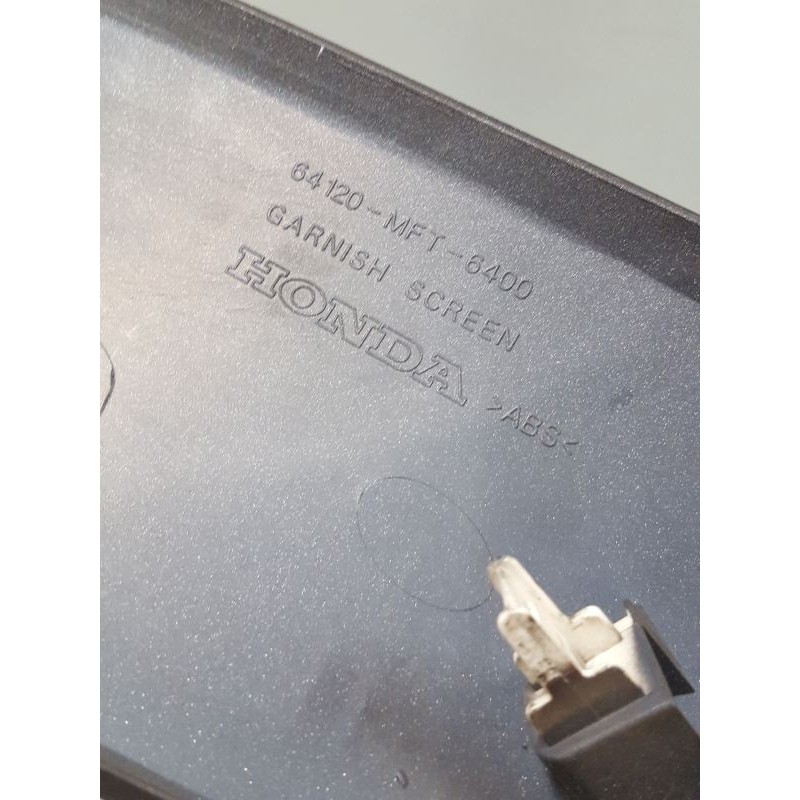 64120-MFT-6400
GARNISH SCREEN
HONDA
>ABS<